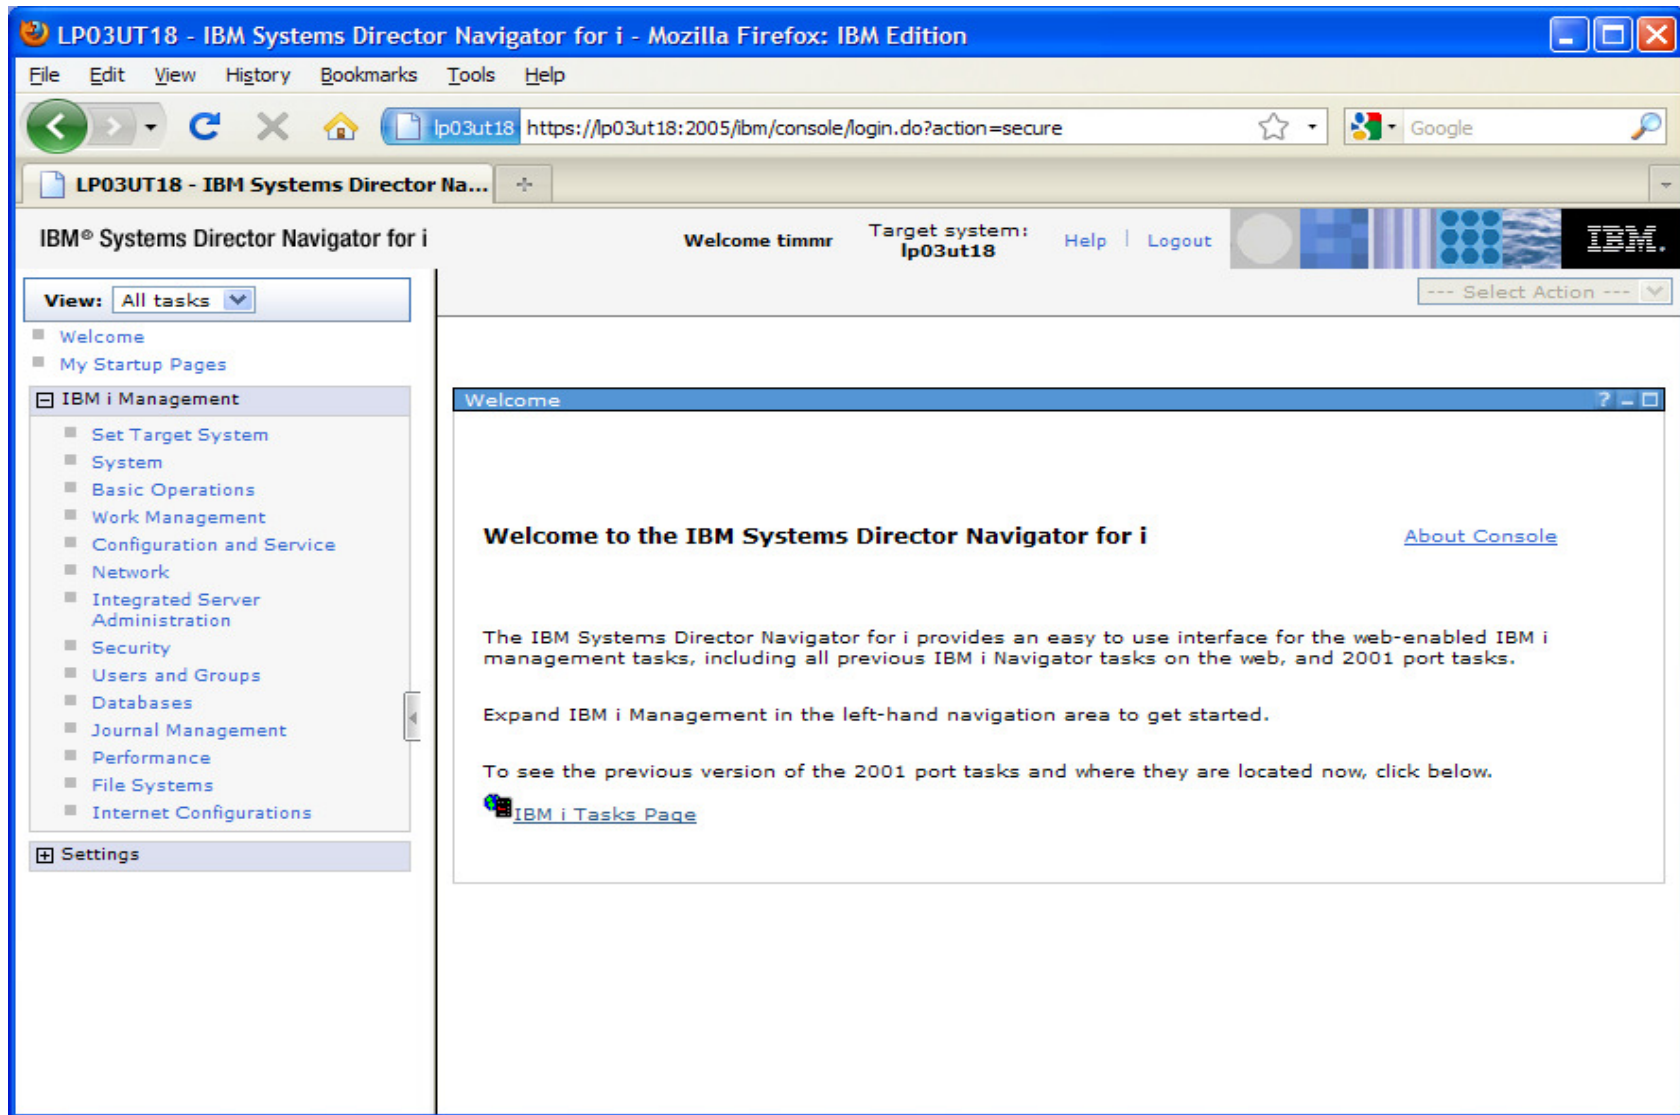 LP03UT18 - IBM Systems Director Navigator for i - Mozilla Firefox: IBM Edition
File Edit View History Bookmarks Tools Help
lp03ut18 https://lp03ut18:2005/ibm/console/login.do?action=secure Google
LP03UT18 - IBM Systems Director Na...
IBM® Systems Director Navigator for i
Welcome timmr
Target system:
lp03ut18
Help | Logout
IBM.
View: All tasks
--- Select Action ---
Welcome
My Startup Pages
IBM i Management
Set Target System
System
Basic Operations
Work Management
Configuration and Service
Network
Integrated Server
Administration
Security
Users and Groups
Databases
Journal Management
Performance
File Systems
Internet Configurations
Settings
Welcome
Welcome to the IBM Systems Director Navigator for i
About Console
The IBM Systems Director Navigator for i provides an easy to use interface for the web-enabled IBM i
management tasks, including all previous IBM i Navigator tasks on the web, and 2001 port tasks.
Expand IBM i Management in the left-hand navigation area to get started.
To see the previous version of the 2001 port tasks and where they are located now, click below.
IBM i Tasks Page